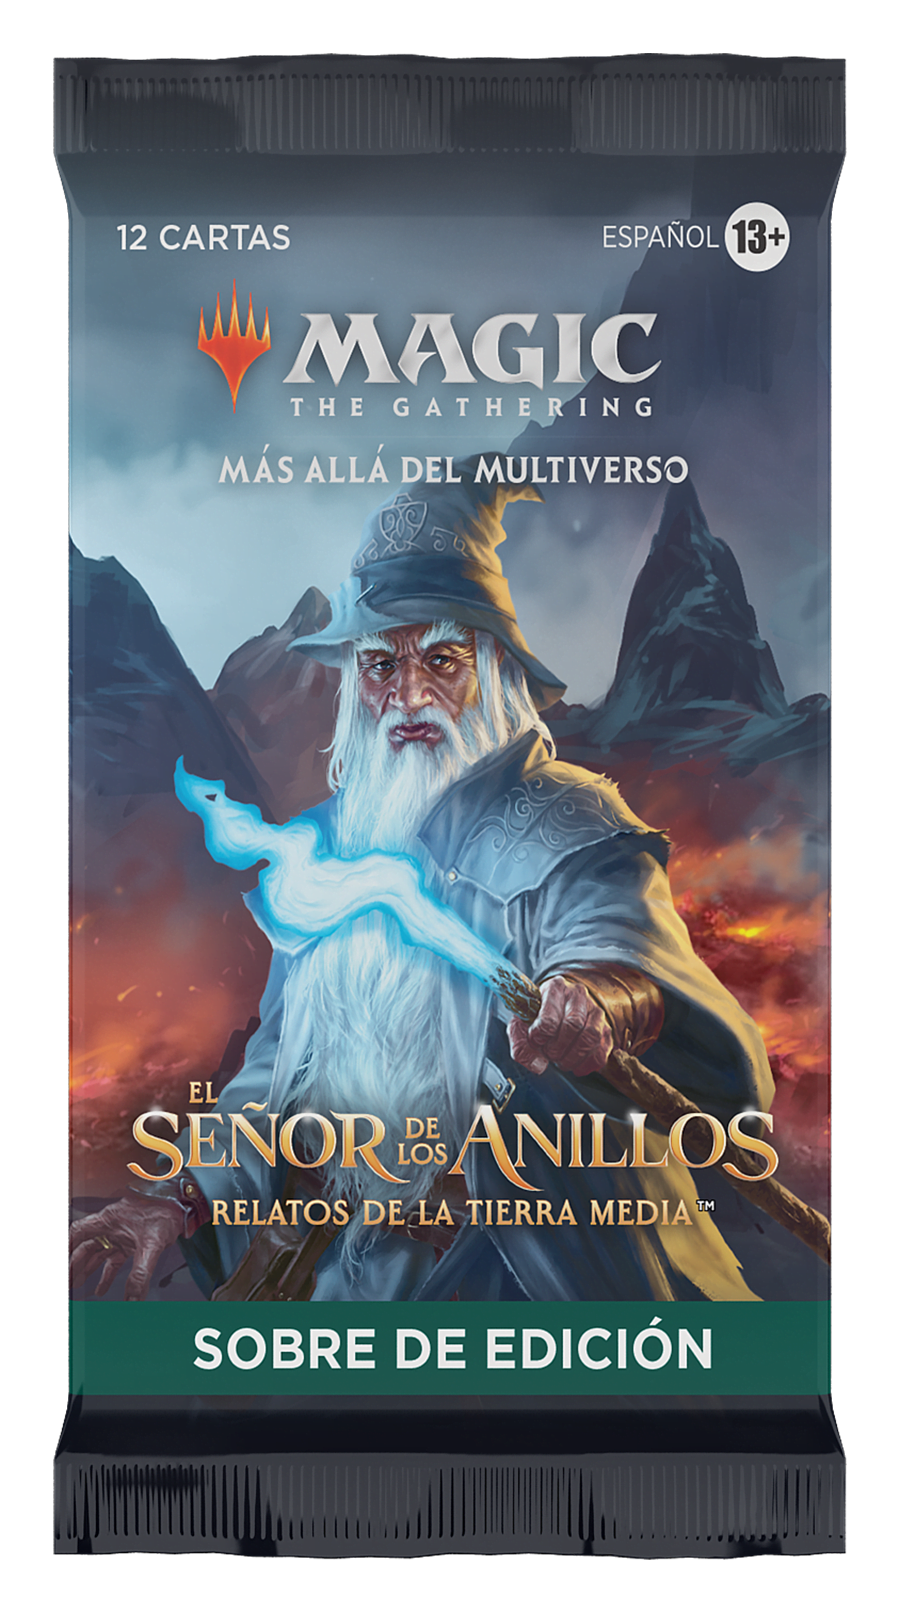 12 CARTAS
ESPAÑOL 13+
MAGIC
THE GATHERING
MÁS ALLÁ DEL MULTIVERSO
EL
SEÑOR DE LOS ANILLOS
RELATOS DE LA TIERRA MEDIA™
SOBRE DE EDICIÓN